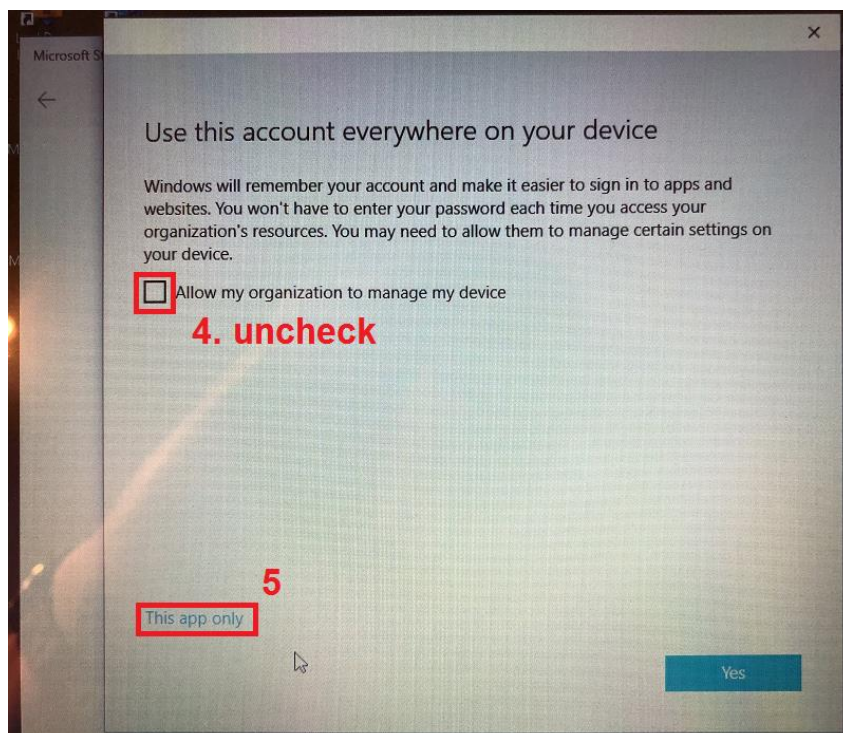 Microsoft
Use this account everywhere on your device
Windows will remember your account and make it easier to sign in to apps and
websites. You won't have to enter your password each time you access your
organization's resources. You may need to allow them to manage certain settings on
your device.
Allow my organization to manage my device
4. uncheck
5
This app only
Yes